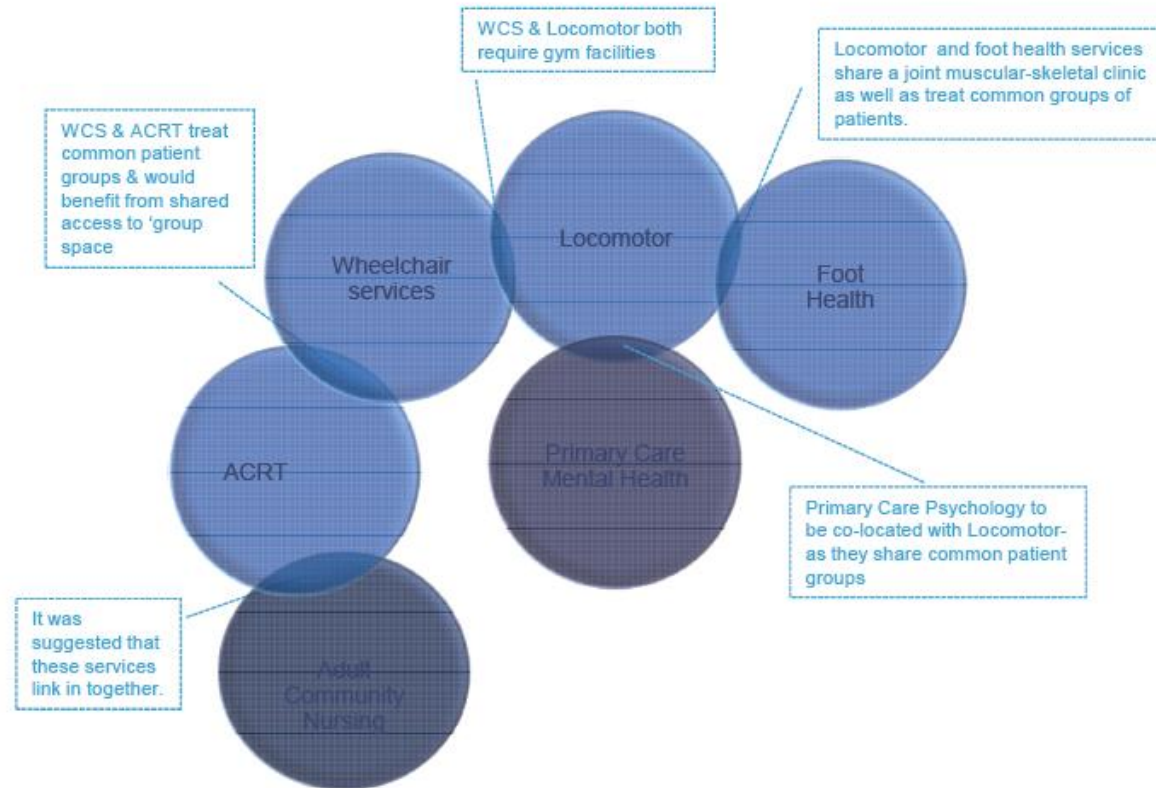 WCS & Locomotor both
require gym facilities
Locomotor and foot health services
share a joint muscular-skeletal clinic
as well as treat common groups of
patients.
WCS & ACRT treat
common patient
groups & would
benefit from shared
access to ‘group
space
Locomotor
Wheelchair
services
Foot
Health
ACRT
Primary Care
Mental Health
Primary Care Psychology to
be co-located with Locomotor-
as they share common patient
groups
It was
suggested that
these services
link in together.
Adult
Community
Nursing